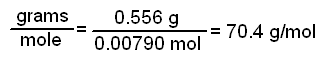 grams/mole = 0.556 g/0.00790 mol = 70.4 g/mol